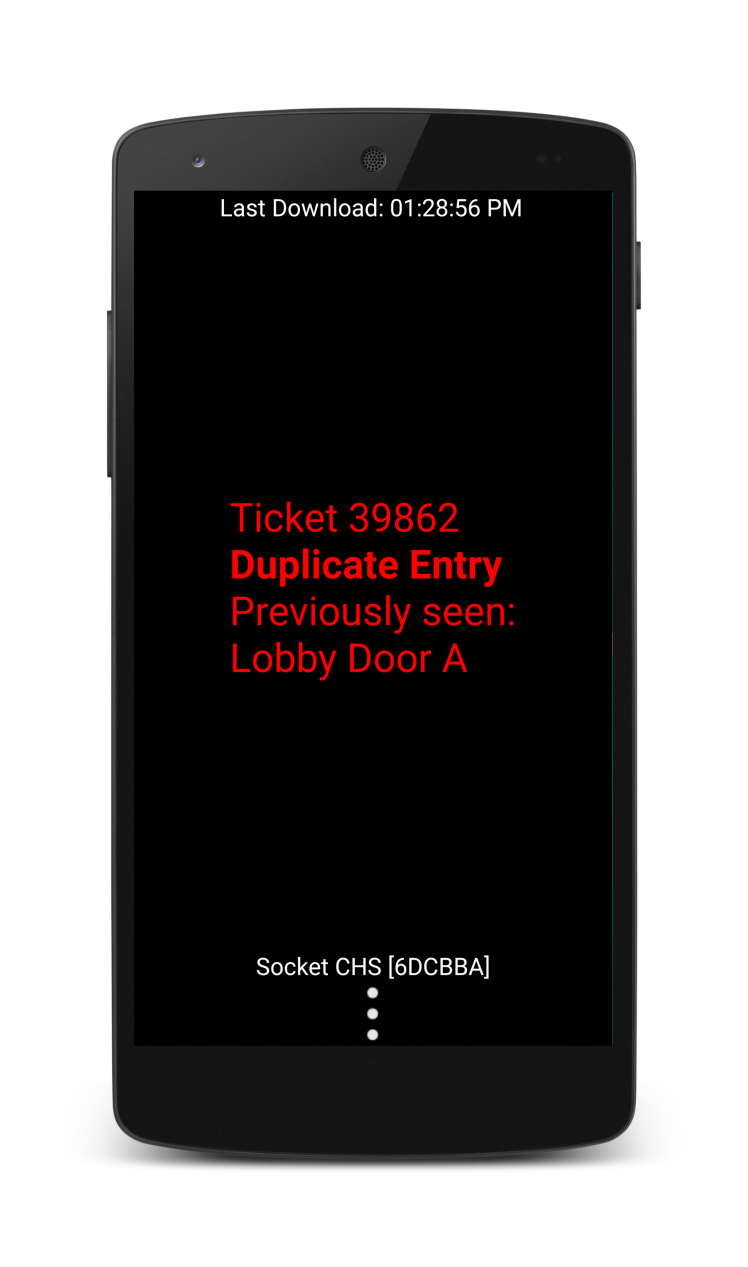 Last Download: 01:28:56 PM
Ticket 39862
Duplicate Entry
Previously seen:
Lobby Door A
Socket CHS [6DCBBA]